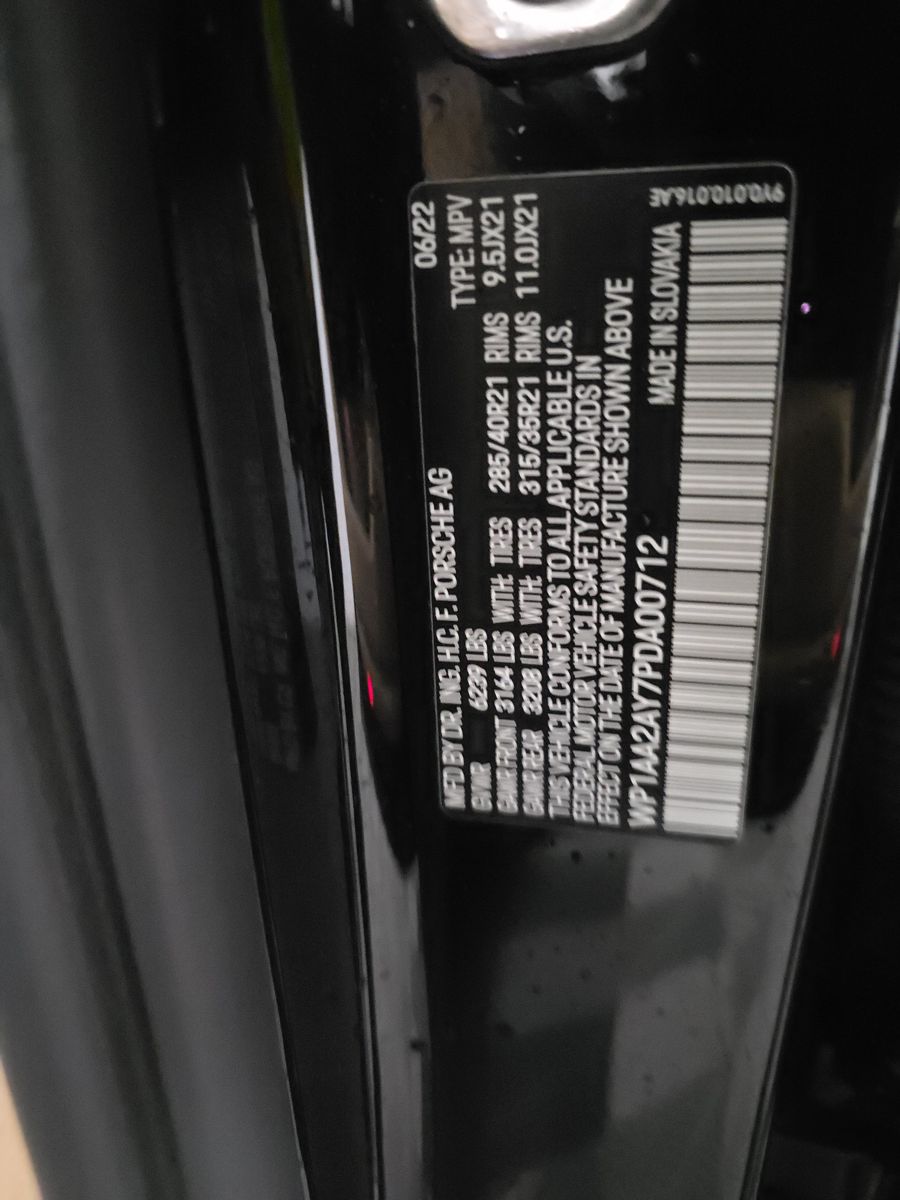 MFD BY DR. ING. H.C. F. PORSCHE AG 06/22
GVWR 6239 LBS TYPE: MPV
GAWR FRONT 3164 LBS WITH: TIRES 285/40R21 RIMS 9.5JX21
GAWR REAR 3208 LBS WITH: TIRES 315/35R21 RIMS 11.0JX21
THIS VEHICLE CONFORMS TO ALL APPLICABLE U.S.
FEDERAL MOTOR VEHICLE SAFETY STANDARDS IN
EFFECT ON THE DATE OF MANUFACTURE SHOWN ABOVE
WP1AA2AY7PDA00712 MADE IN SLOVAKIA
9Y0.010.016.AE